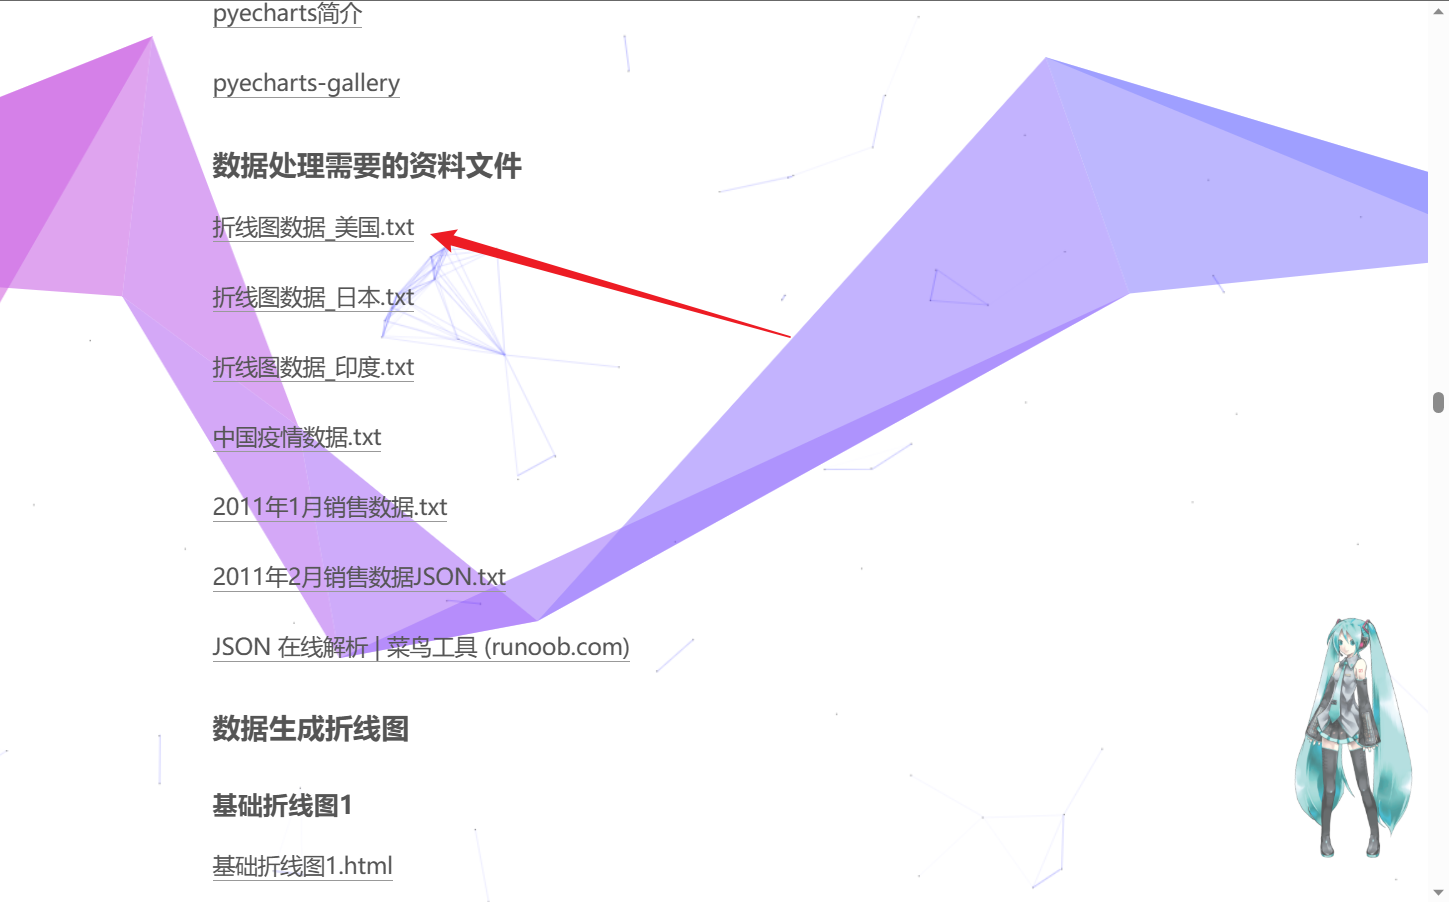 pyecharts简介
pyecharts-gallery
数据处理需要的资料文件
折线图数据_美国.txt
折线图数据_日本.txt
折线图数据_印度.txt
中国疫情数据.txt
2011年1月销售数据.txt
2011年2月销售数据JSON.txt
JSON 在线解析 | 菜鸟工具 (runoob.com)
数据生成折线图
基础折线图1
基础折线图1.html